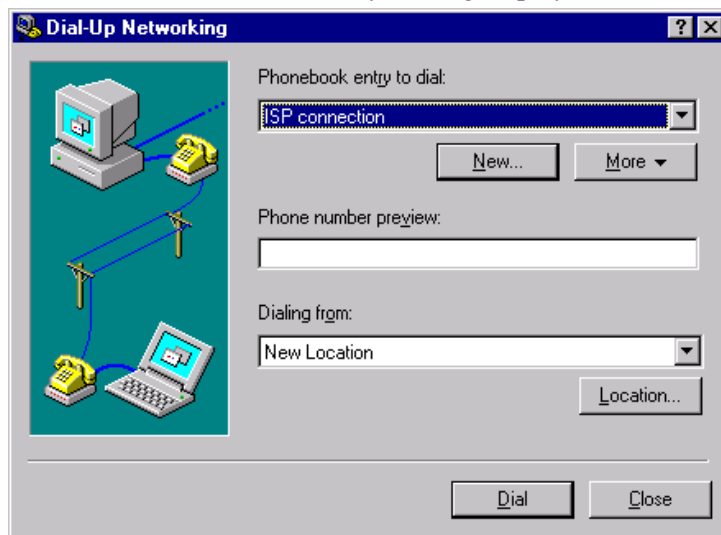 Dial-Up Networking
Phonebook entry to dial:
ISP connection
New...
More
Phone number preview:
Dialing from:
New Location
Location...
Dial
Close